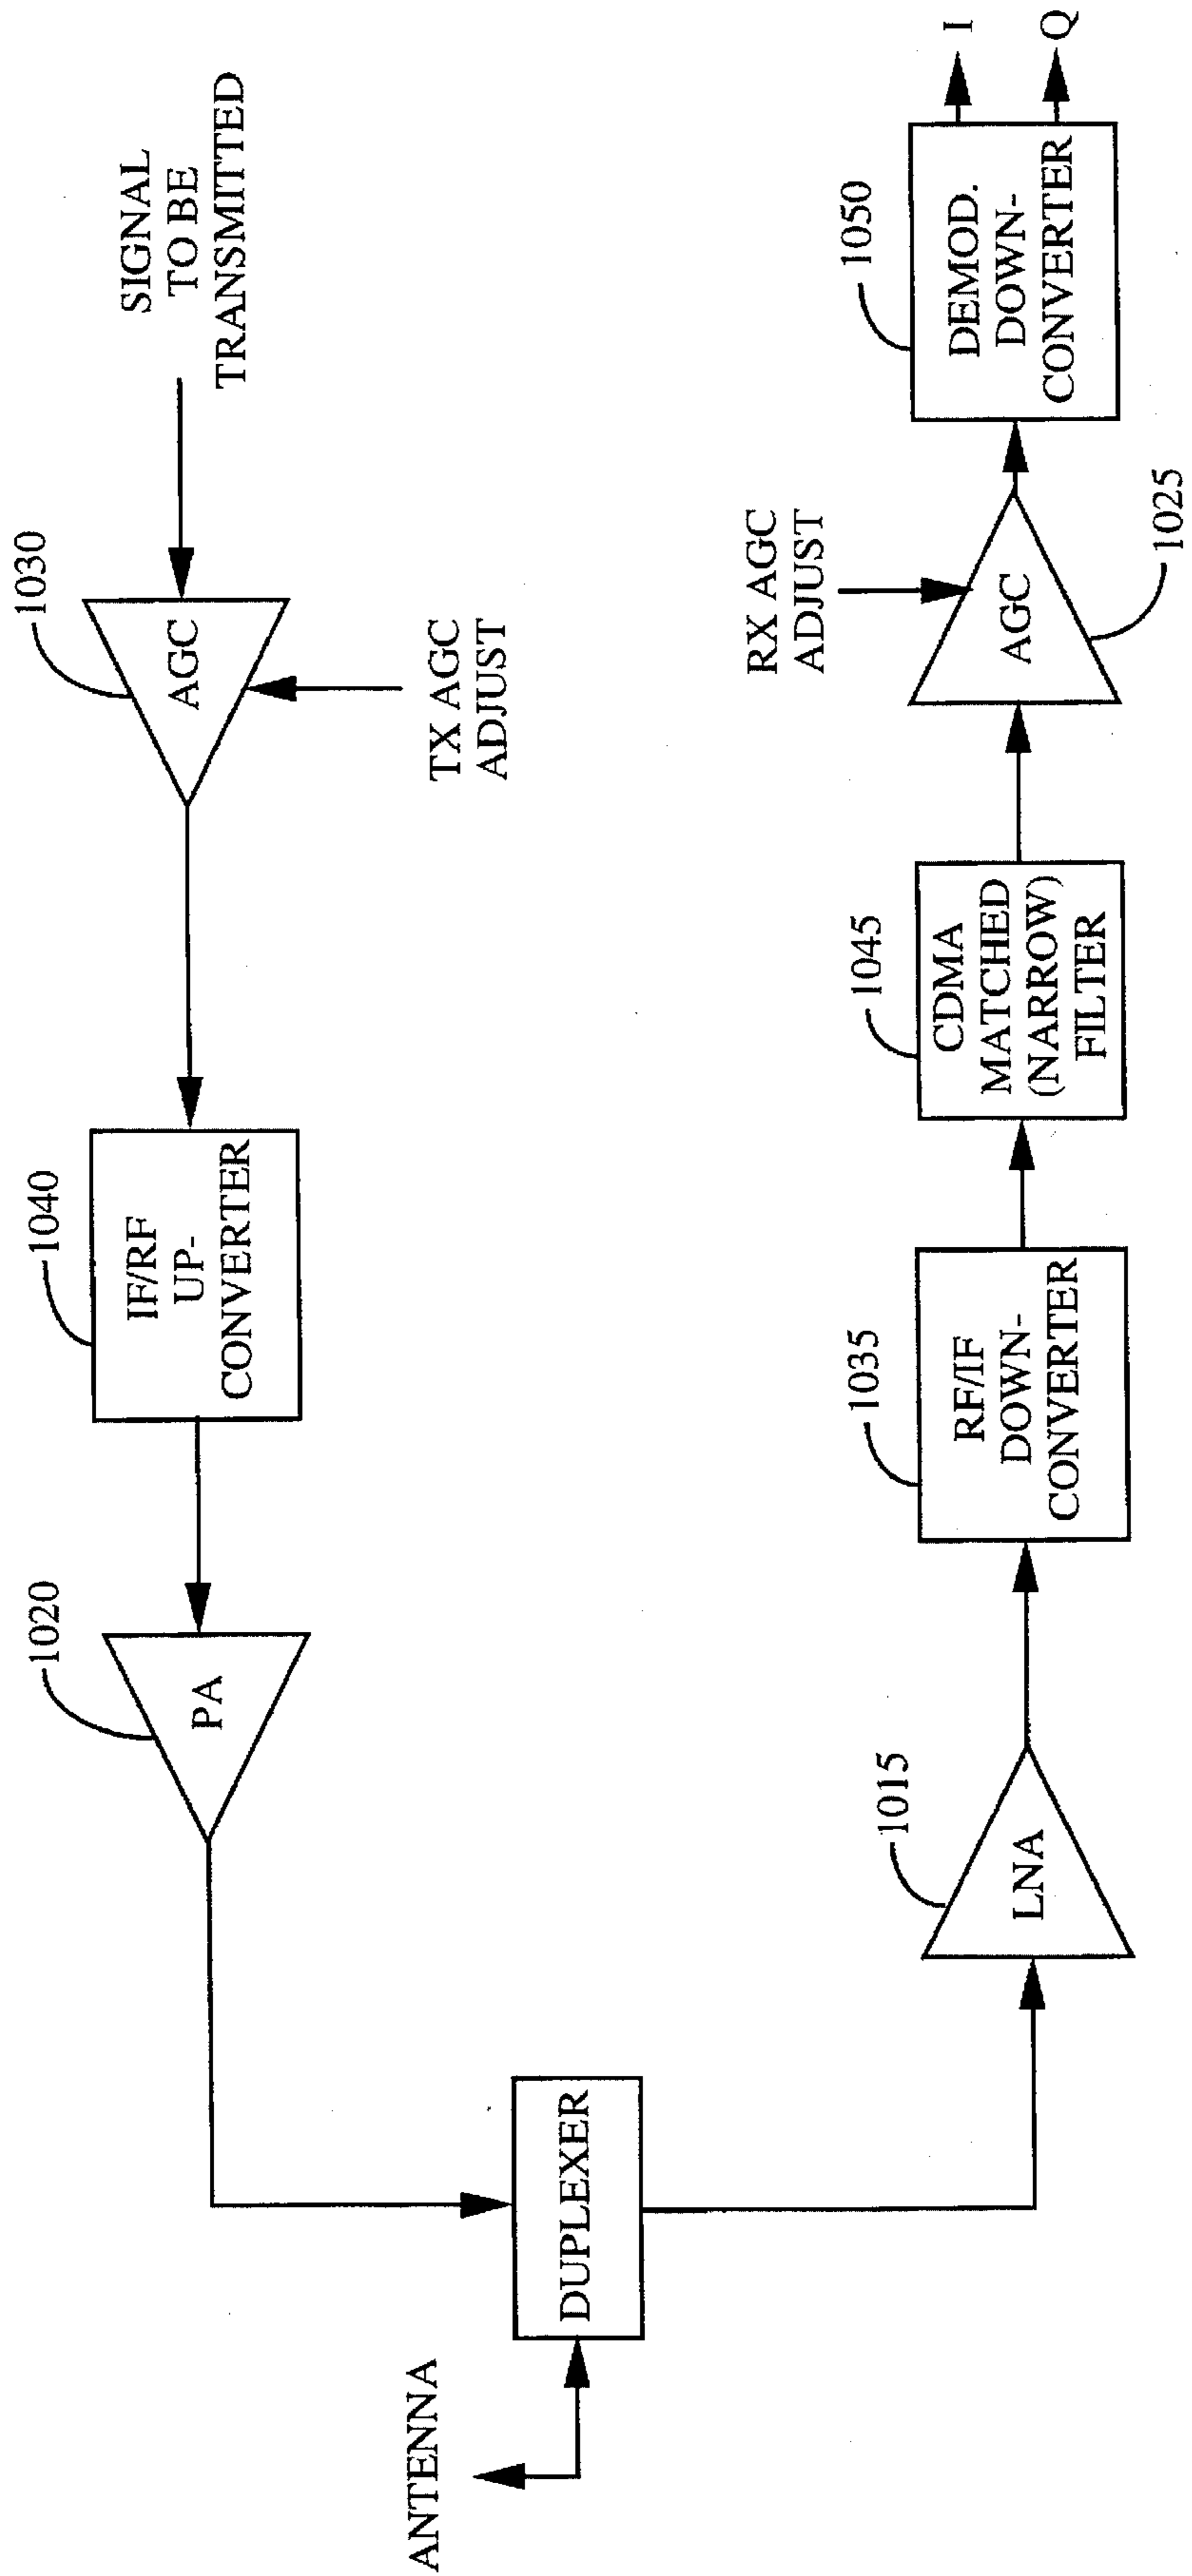 ANTENNA
DUPLEXER
1020
PA
1040
IF/RF
UP-
CONVERTER
1030
AGC
TX AGC
ADJUST
SIGNAL
TO BE
TRANSMITTED
1015
LNA
1035
RF/IF
DOWN-
CONVERTER
1045
CDMA
MATCHED
(NARROW)
FILTER
RX AGC
ADJUST
AGC
1025
1050
DEMOD.
DOWN-
CONVERTER
I
Q